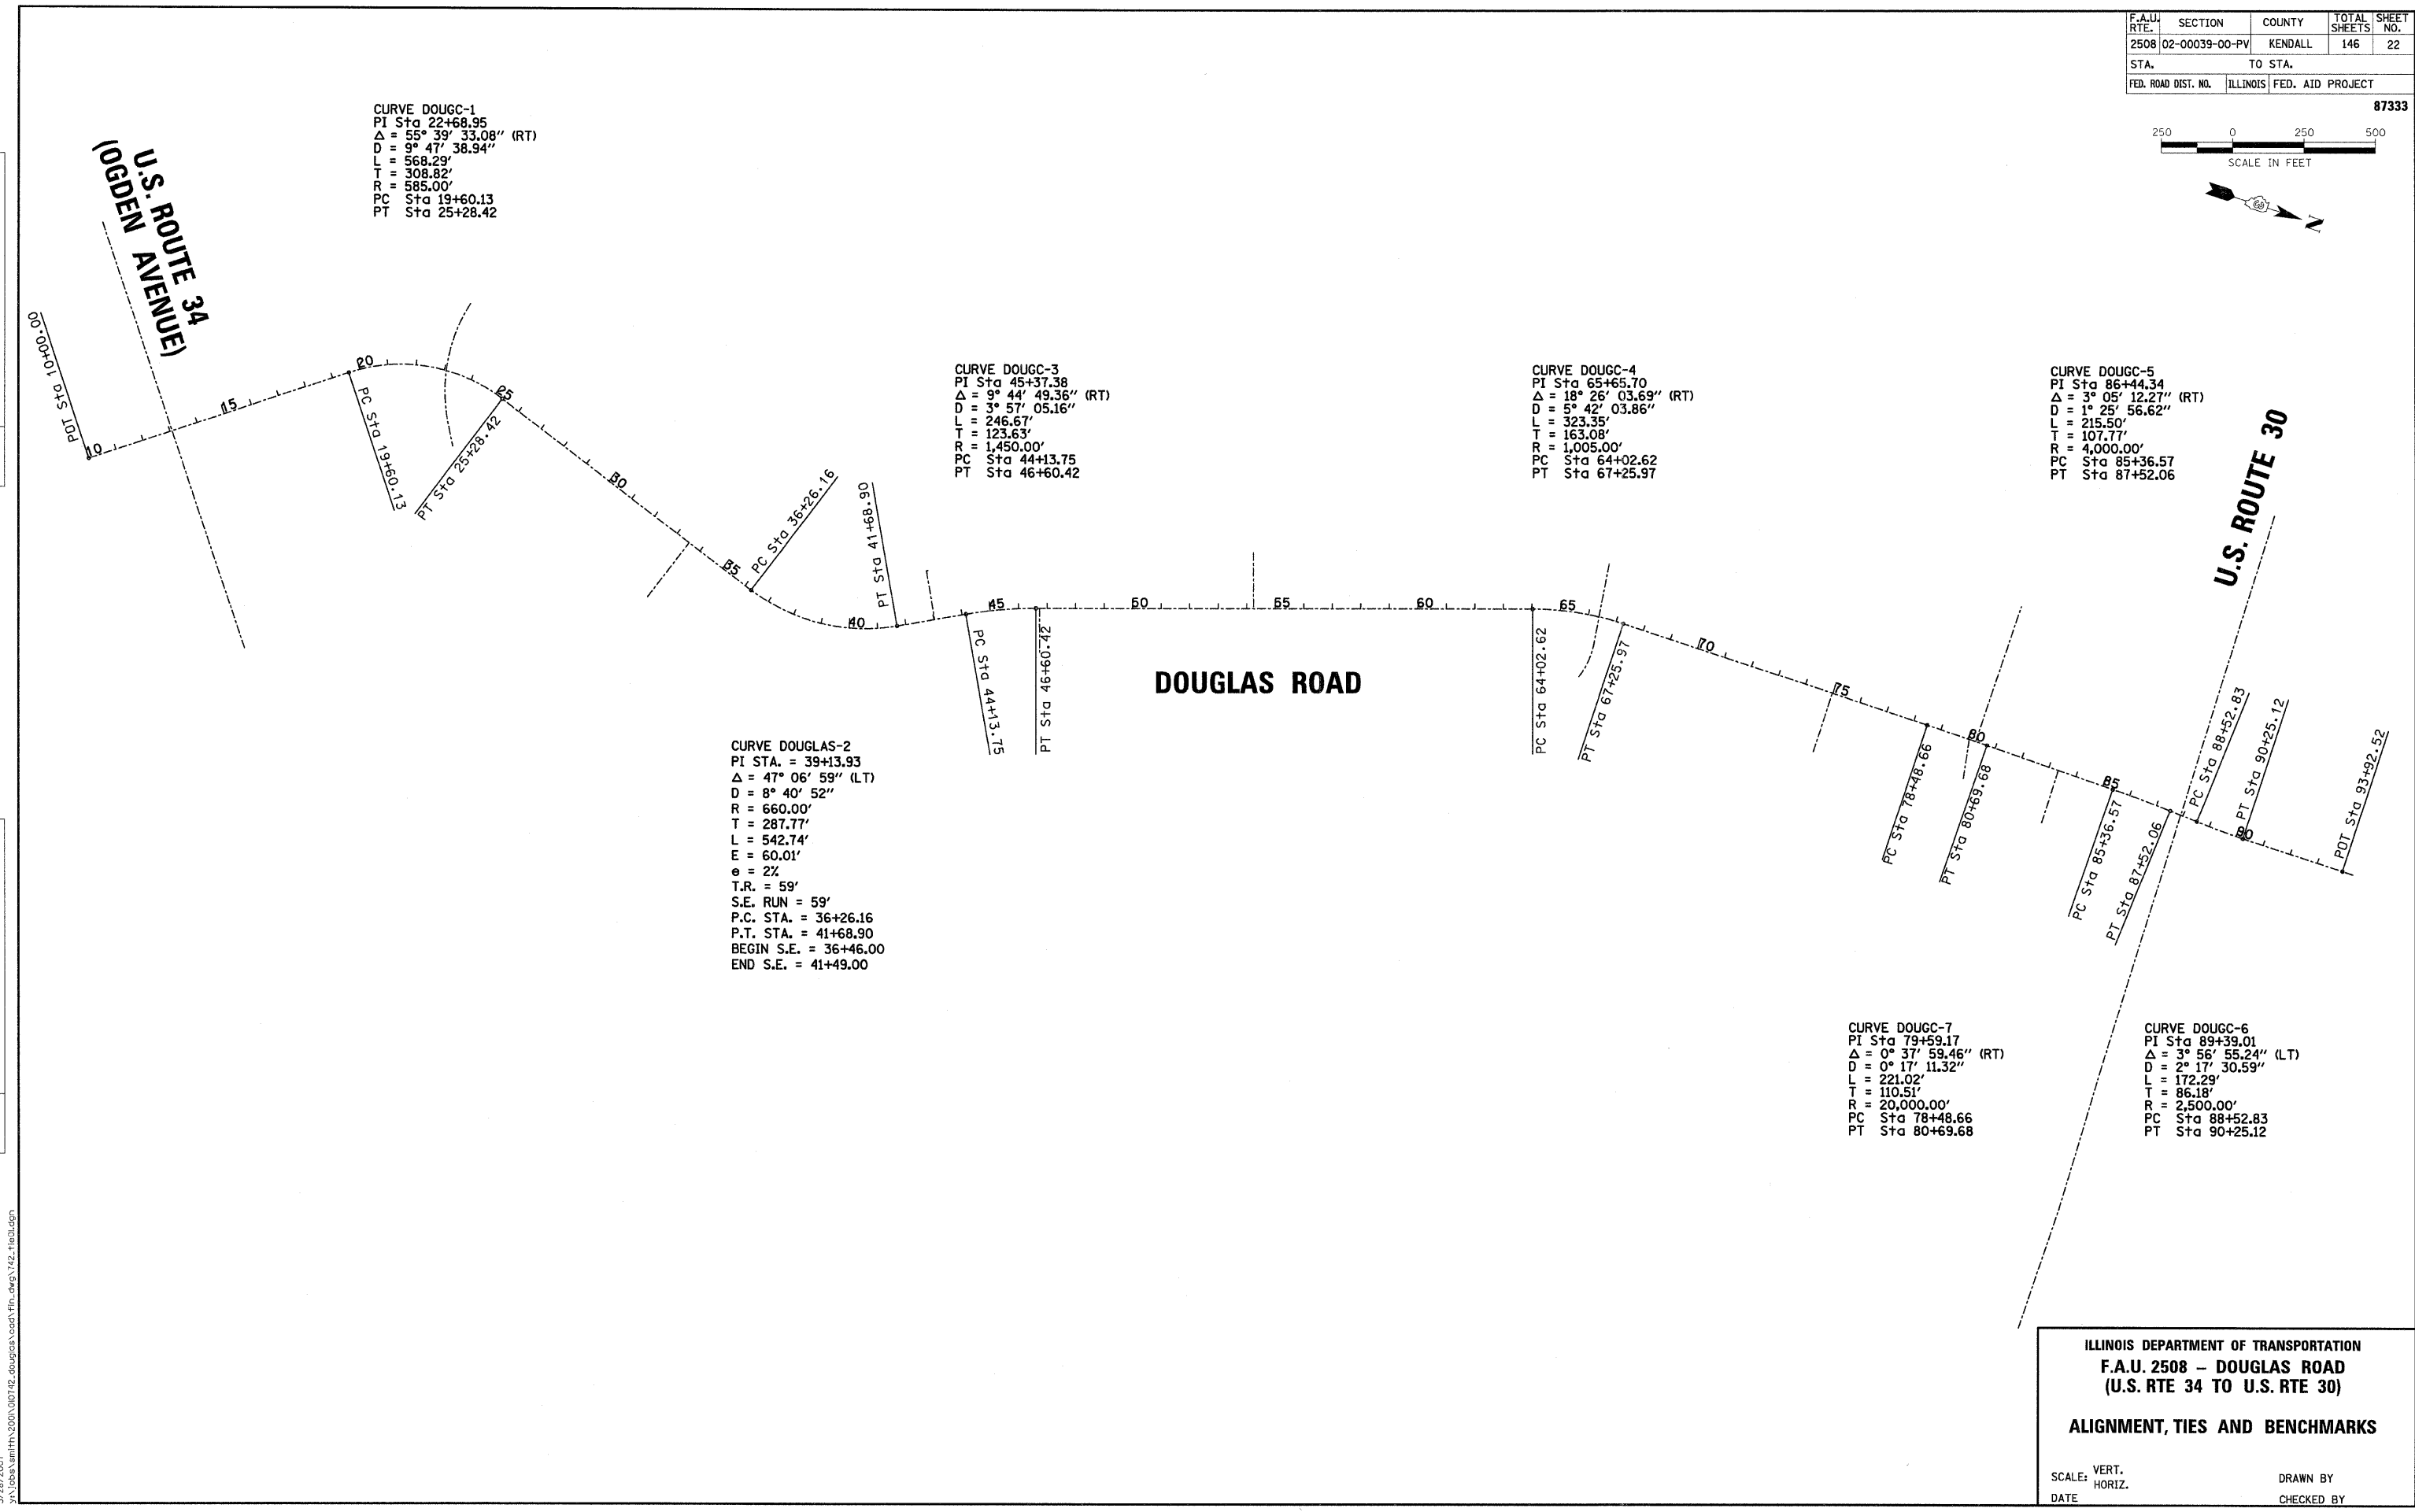 F.A.U. RTE. SECTION COUNTY TOTAL SHEETS SHEET NO.
2508 02-00039-00-PV KENDALL 146 22
STA. TO STA.
FED. ROAD DIST. NO. ILLINOIS FED. AID PROJECT
87333
250 0 250 500
SCALE IN FEET
N
CURVE DOUGC-1
PI Sta 22+68.95
Δ = 55° 39' 33.08" (RT)
D = 9° 47' 38.94"
L = 568.29'
T = 308.82'
R = 585.00'
PC Sta 19+60.13
PT Sta 25+28.42
U.S. ROUTE 34
(OGDEN AVENUE)
POT Sta 10+00.00
10
15
20
PC Sta 19+60.13
25
PT Sta 25+28.42
30
35
PC Sta 36+26.16
40
PT Sta 41+68.90
CURVE DOUGC-3
PI Sta 45+37.38
Δ = 9° 44' 49.36" (RT)
D = 3° 57' 05.16"
L = 246.67'
T = 123.63'
R = 1,450.00'
PC Sta 44+13.75
PT Sta 46+60.42
CURVE DOUGC-4
PI Sta 65+65.70
Δ = 18° 26' 03.69" (RT)
D = 5° 42' 03.86"
L = 323.35'
T = 163.08'
R = 1,005.00'
PC Sta 64+02.62
PT Sta 67+25.97
CURVE DOUGC-5
PI Sta 86+44.34
Δ = 3° 05' 12.27" (RT)
D = 1° 25' 56.62"
L = 215.50'
T = 107.77'
R = 4,000.00'
PC Sta 85+36.57
PT Sta 87+52.06
U.S. ROUTE 30
45
50
55
60
65
PC Sta 44+13.75
PT Sta 46+60.42
DOUGLAS ROAD
PC Sta 64+02.62
PT Sta 67+25.97
70
75
80
85
90
PC Sta 78+48.66
PT Sta 80+69.68
PC Sta 85+36.57
PT Sta 87+52.06
PC Sta 88+52.83
PT Sta 90+25.12
POT Sta 93+92.52
CURVE DOUGLAS-2
PI STA. = 39+13.93
Δ = 47° 06' 59" (LT)
D = 8° 40' 52"
R = 660.00'
T = 287.77'
L = 542.74'
E = 60.01'
e = 2%
T.R. = 59'
S.E. RUN = 59'
P.C. STA. = 36+26.16
P.T. STA. = 41+68.90
BEGIN S.E. = 36+46.00
END S.E. = 41+49.00
CURVE DOUGC-7
PI Sta 79+59.17
Δ = 0° 37' 59.46" (RT)
D = 0° 17' 11.32"
L = 221.02'
T = 110.51'
R = 20,000.00'
PC Sta 78+48.66
PT Sta 80+69.68
CURVE DOUGC-6
PI Sta 89+39.01
Δ = 3° 56' 55.24" (LT)
D = 2° 17' 30.59"
L = 172.29'
T = 86.18'
R = 2,500.00'
PC Sta 88+52.83
PT Sta 90+25.12
ILLINOIS DEPARTMENT OF TRANSPORTATION
F.A.U. 2508 – DOUGLAS ROAD
(U.S. RTE 34 TO U.S. RTE 30)
ALIGNMENT, TIES AND BENCHMARKS
SCALE: VERT.
HORIZ.
DRAWN BY
DATE
CHECKED BY